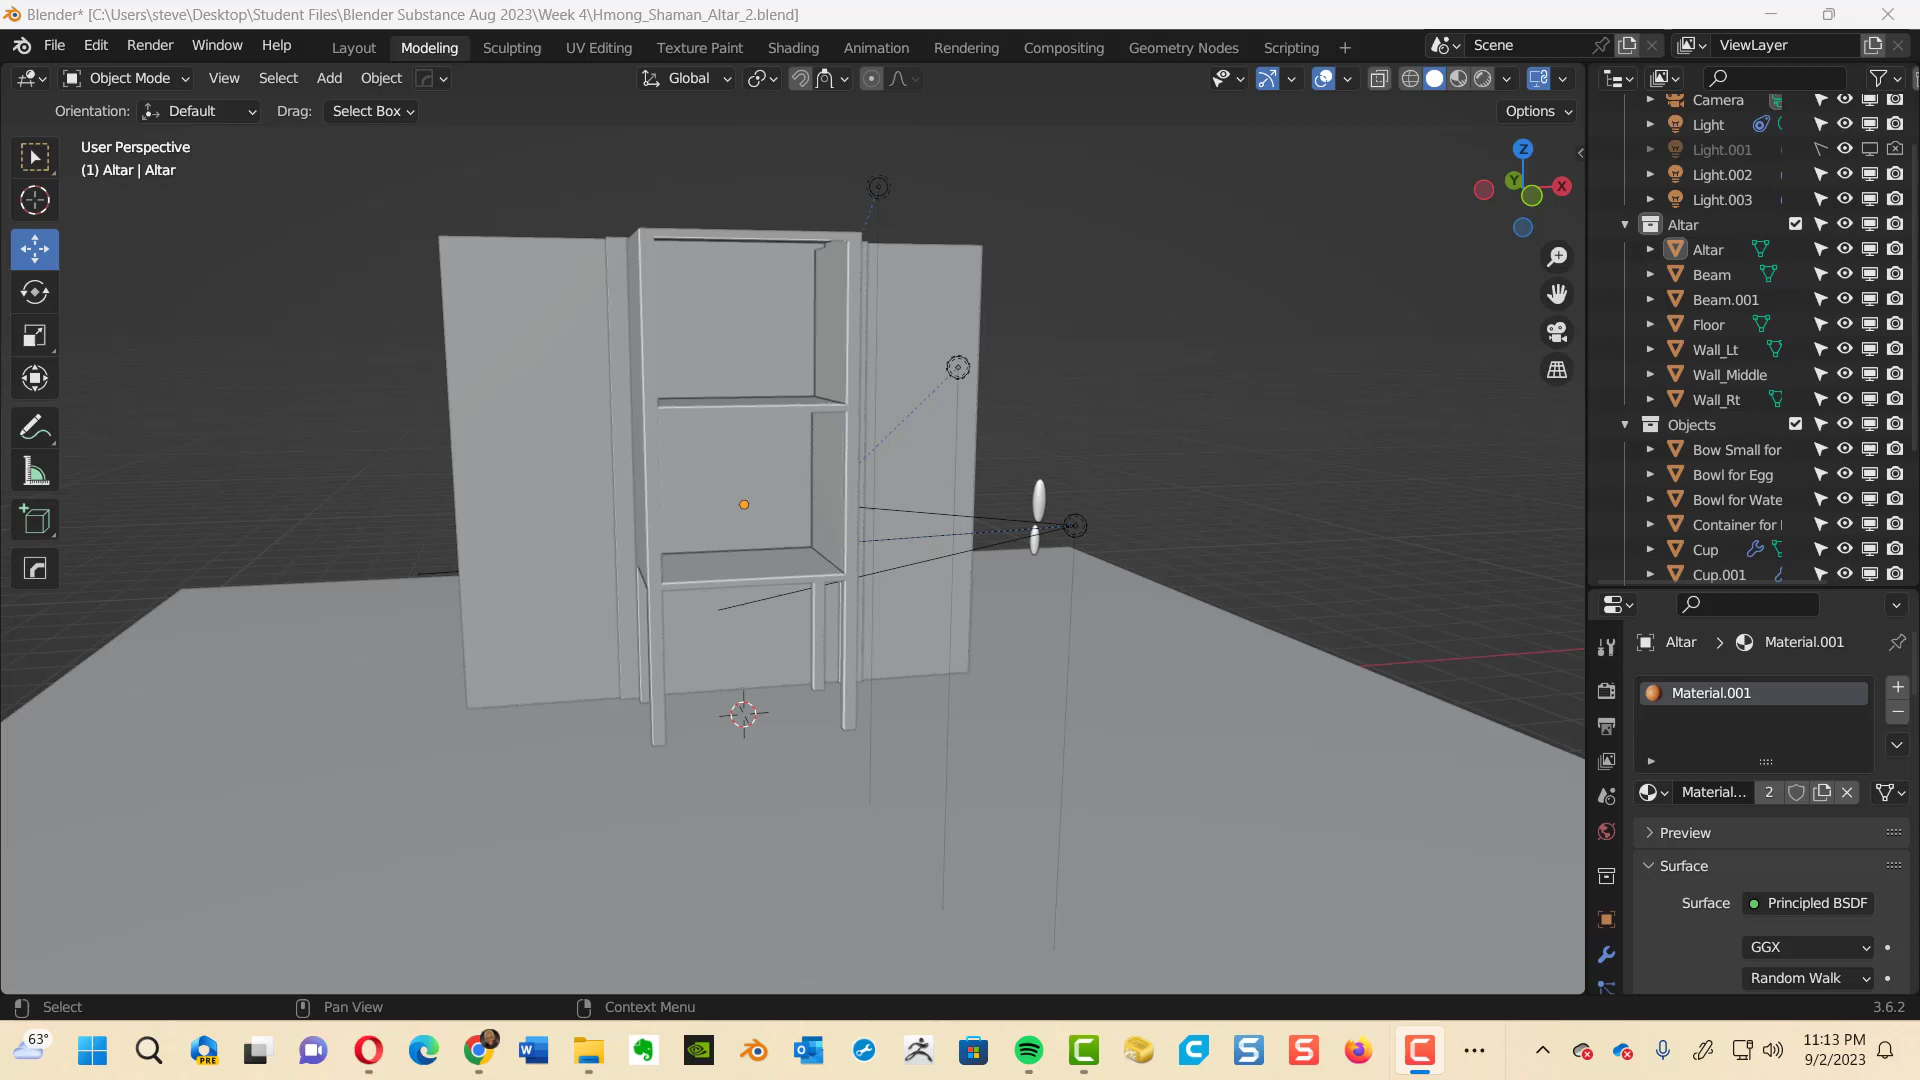 Blender* [C:\Users\steve\Desktop\Student Files\Blender Substance Aug 2023\Week 4\Hmong_Shaman_Altar_2.blend]
File Edit Render Window Help Layout Modeling Sculpting UV Editing Texture Paint Shading Animation Rendering Compositing Geometry Nodes Scripting + Scene ViewLayer
Object Mode View Select Add Object Global
Orientation: Default Drag: Select Box Options
User Perspective
(1) Altar | Altar
Z
Y
X
Camera
Light
Light.001
Light.002
Light.003
Altar
Altar
Beam
Beam.001
Floor
Wall_Lt
Wall_Middle
Wall_Rt
Objects
Bow Small for
Bowl for Egg
Bowl for Wate
Container for
Cup
Cup.001
Altar > Material.001
Material.001
Material... 2
Preview
Surface
Surface Principled BSDF
GGX
Random Walk
Select Pan View Context Menu 3.6.2
63°
PRE
11:13 PM
9/2/2023